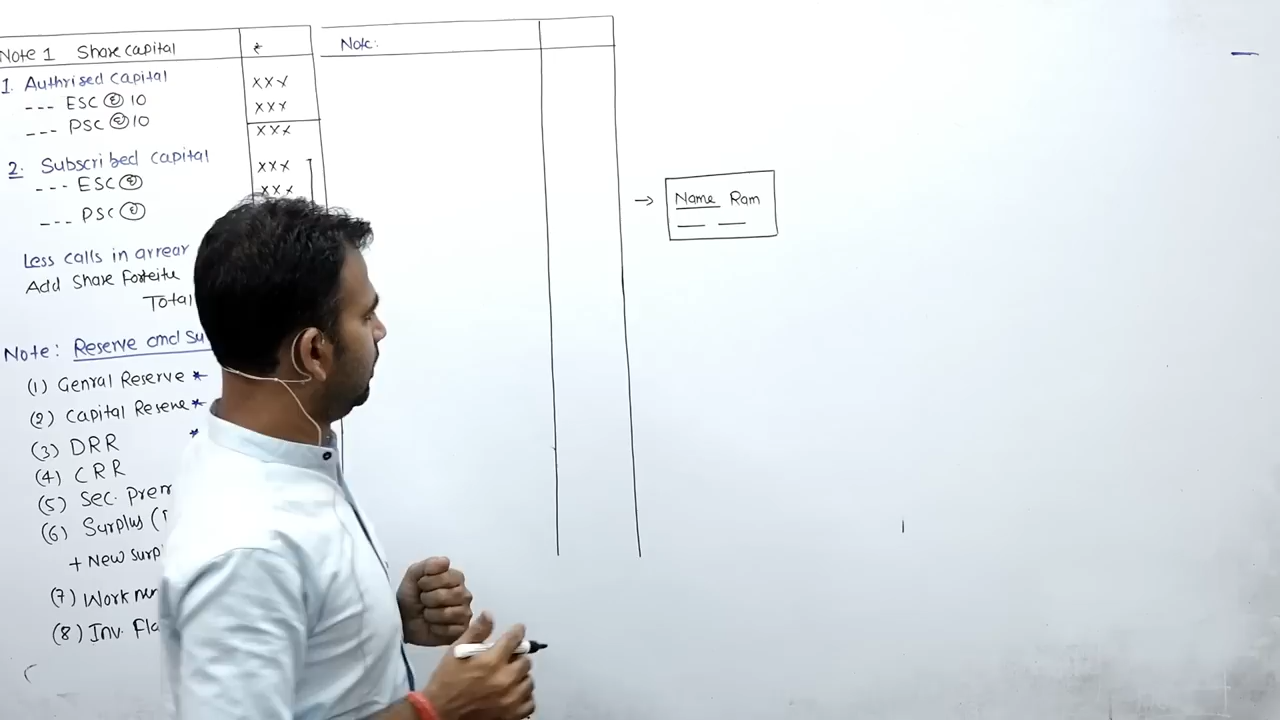 Note 1 Share capital ₹
1. Authrised capital xxx
--- ESC @ 10 xxx
--- PSC @ 10 xxx
2. Subscribed capital xxx
--- ESC @ xxx
--- PSC @
Less calls in arrear
Add Share Forteitu
Total
Note: Reserve and Su
(1) Genral Reserve *
(2) Capital Reserve *
(3) DRR *
(4) CRR
(5) Sec. Prem
(6) Surplus (
+ New surpl
(7) Work
(8) Inv. Fla
Note:
→ Name Ram